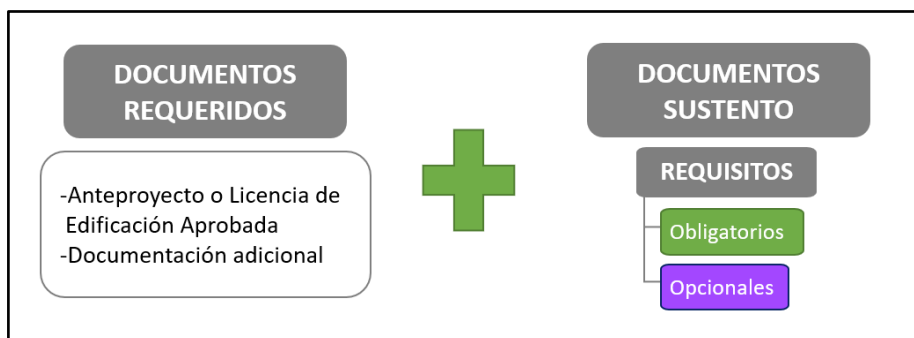 DOCUMENTOS
REQUERIDOS
-Anteproyecto o Licencia de
Edificación Aprobada
-Documentación adicional
DOCUMENTOS
SUSTENTO
REQUISITOS
Obligatorios
Opcionales